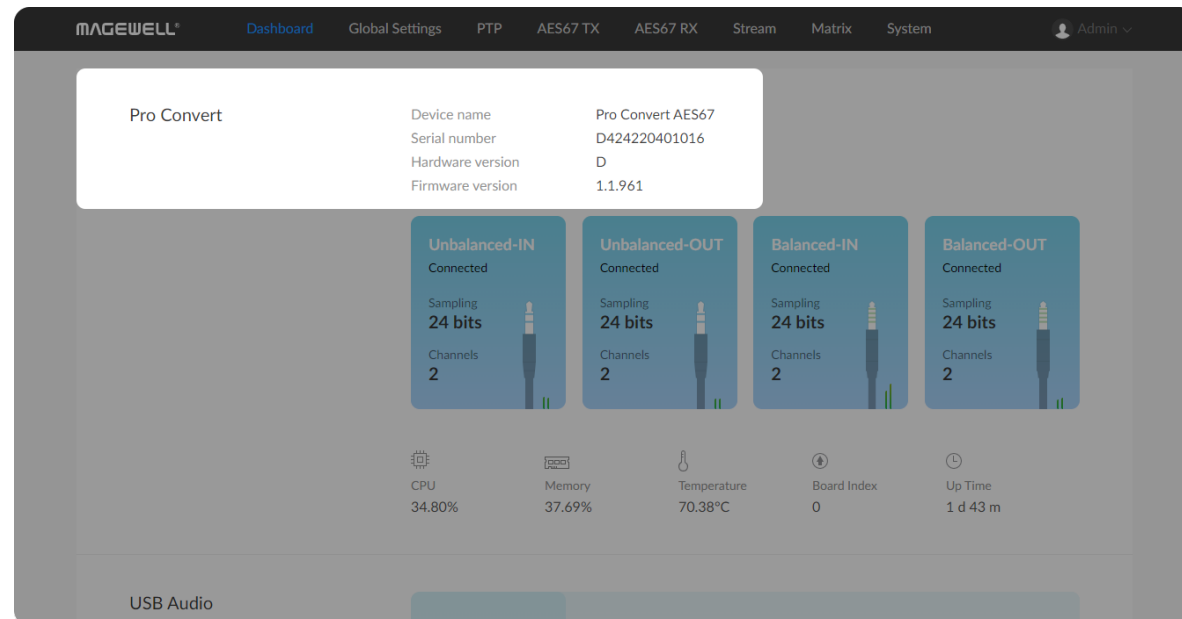 MAGEWELL® Dashboard Global Settings PTP AES67 TX AES67 RX Stream Matrix System Admin
Pro Convert
Device name Pro Convert AES67
Serial number D424220401016
Hardware version D
Firmware version 1.1.961
Unbalanced-IN Unbalanced-OUT Balanced-IN Balanced-OUT
Connected Connected Connected Connected
Sampling Sampling Sampling Sampling
24 bits 24 bits 24 bits 24 bits
Channels Channels Channels Channels
2 2 2 2
CPU Memory Temperature Board Index Up Time
34.80% 37.69% 70.38°C 0 1 d 43 m
USB Audio